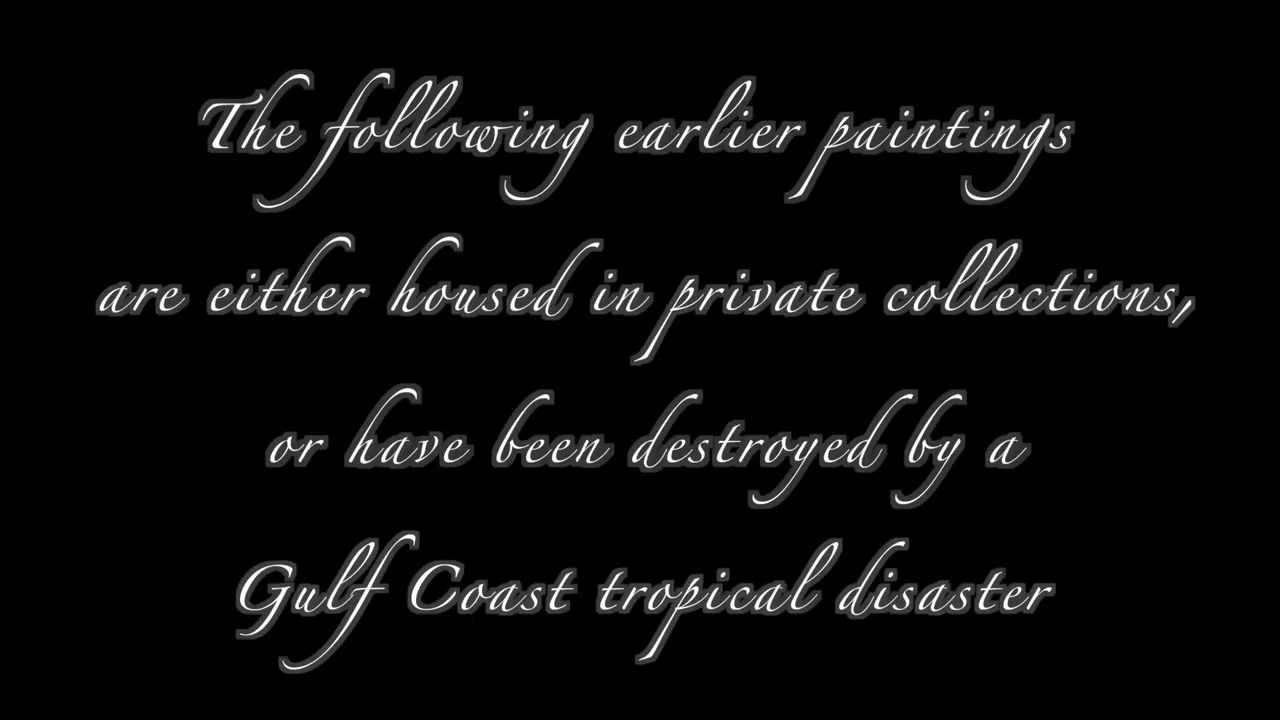 The following earlier paintings
are either housed in private collections,
or have been destroyed by a
Gulf Coast tropical disaster